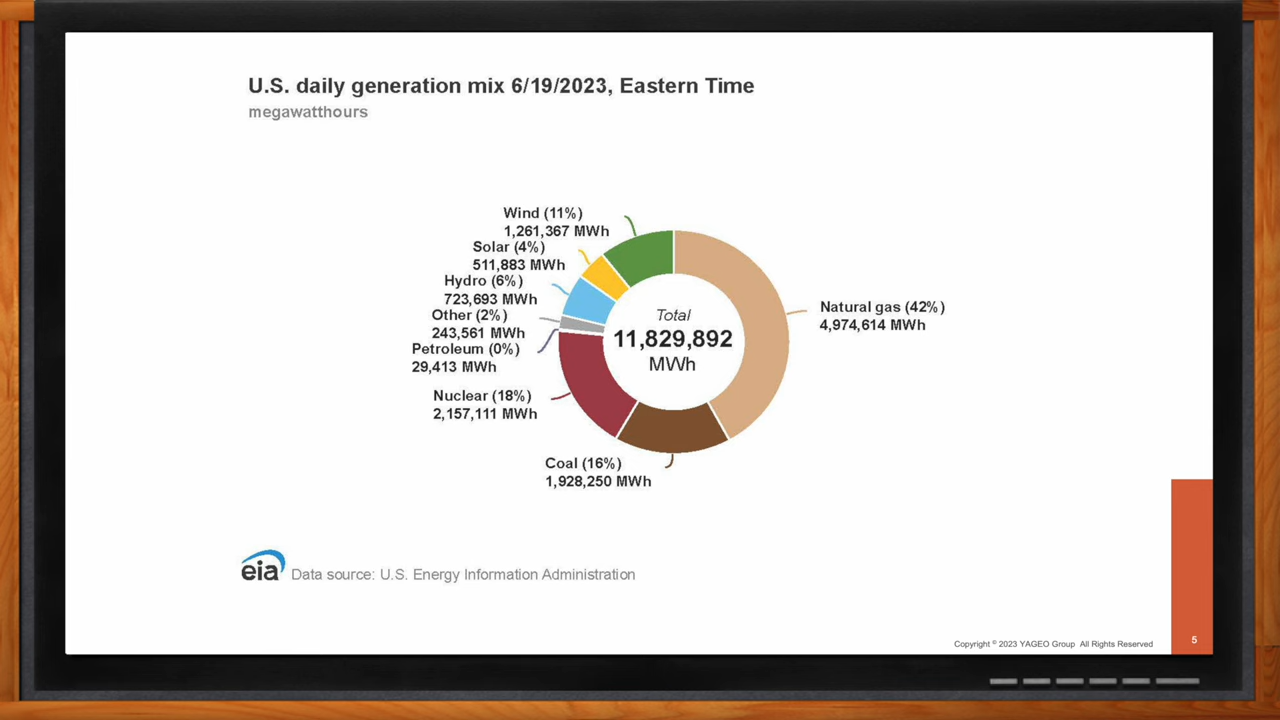 U.S. daily generation mix 6/19/2023, Eastern Time
megawatthours
Wind (11%)
1,261,367 MWh
Solar (4%)
511,883 MWh
Hydro (6%)
723,693 MWh
Other (2%)
243,561 MWh
Petroleum (0%)
29,413 MWh
Nuclear (18%)
2,157,111 MWh
Coal (16%)
1,928,250 MWh
Natural gas (42%)
4,974,614 MWh
Total
11,829,892
MWh
eia Data source: U.S. Energy Information Administration
Copyright © 2023 YAGEO Group All Rights Reserved
5